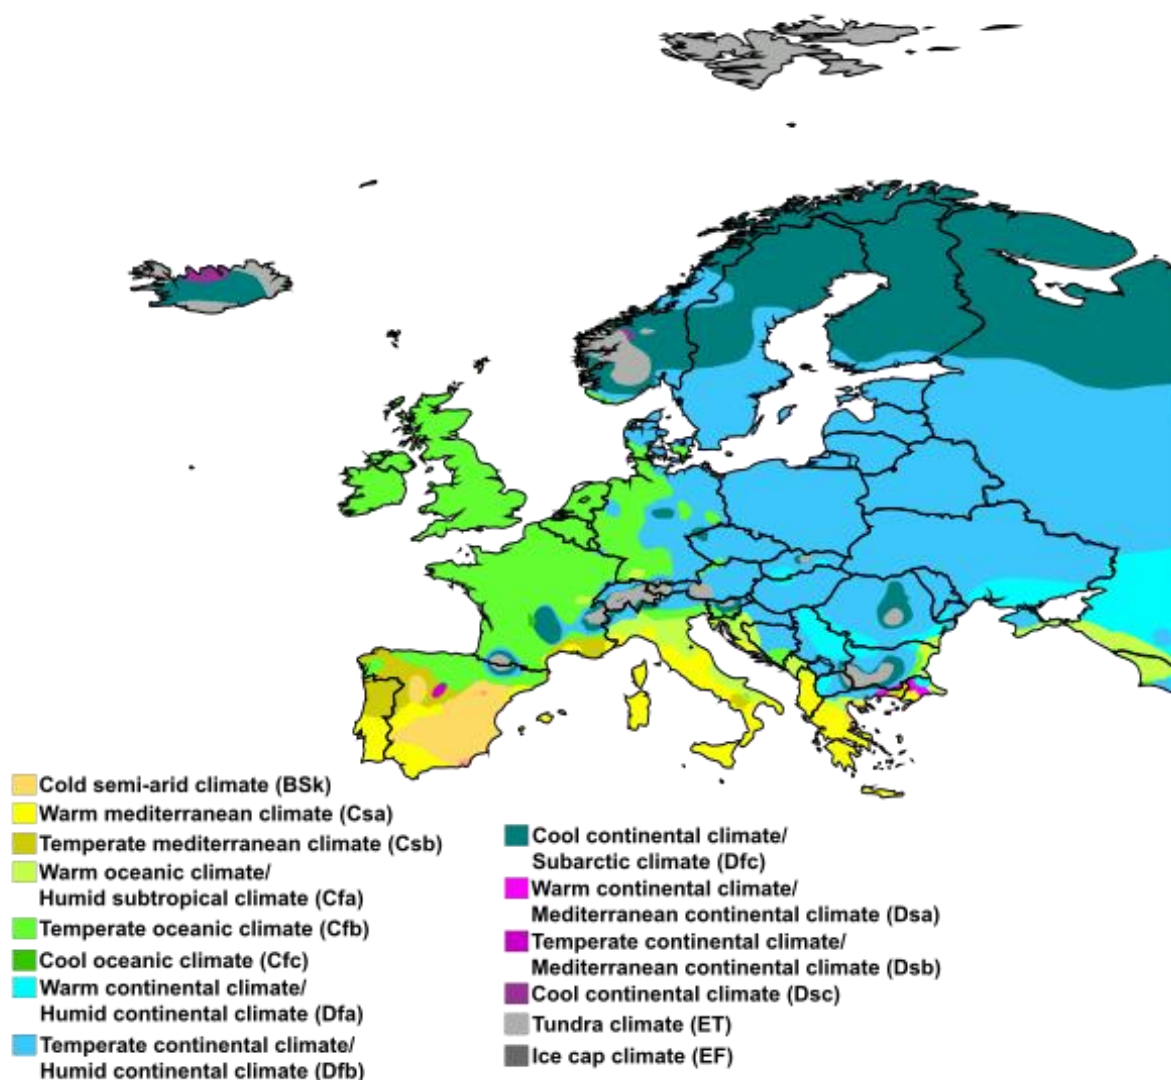 Cold semi-arid climate (BSk)
Warm mediterranean climate (Csa)
Temperate mediterranean climate (Csb)
Warm oceanic climate/
Humid subtropical climate (Cfa)
Temperate oceanic climate (Cfb)
Cool oceanic climate (Cfc)
Warm continental climate/
Humid continental climate (Dfa)
Temperate continental climate/
Humid continental climate (Dfb)
Cool continental climate/
Subarctic climate (Dfc)
Warm continental climate/
Mediterranean continental climate (Dsa)
Temperate continental climate/
Mediterranean continental climate (Dsb)
Cool continental climate (Dsc)
Tundra climate (ET)
Ice cap climate (EF)